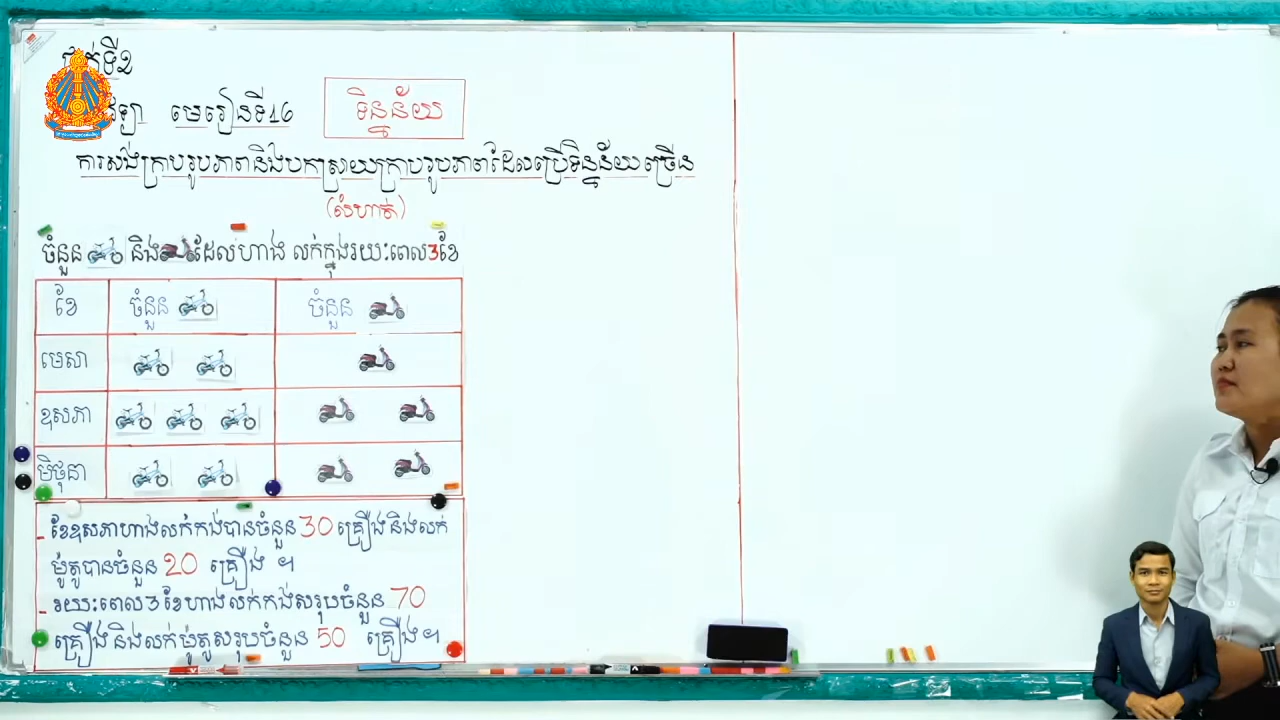 ថ្នាក់ទី២
មេរៀនទី16
ទិន្នន័យ
ការសង់ក្រាបរូបភាពនិងបកស្រាយក្រាបរូបភាពដែលប្រើទិន្នន័យច្រើន
(លំហាត់)
ចំនួន និង ដែលហាង លក់ក្នុងរយៈពេល3ខែ
ខែ ចំនួន ចំនួន
មេសា
ឧសភា
មិថុនា
- ខែឧសភាហាងលក់កង់បានចំនួន 30 គ្រឿង និងលក់
ម៉ូតូបានចំនួន 20 គ្រឿង ។
- រយៈពេល 3 ខែហាងលក់កង់សរុបចំនួន 70
គ្រឿង និងលក់ម៉ូតូសរុបចំនួន 50 គ្រឿង។